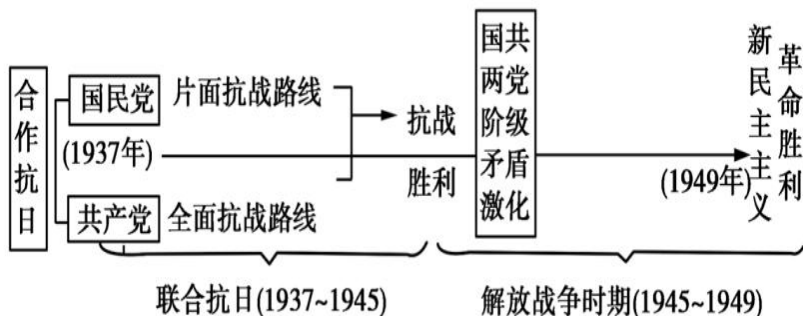 合作抗日
国民党
片面抗战路线
(1937年)
共产党
全面抗战路线
抗战
胜利
国共两党阶级矛盾激化
(1949年)
新民主主义
革命胜利
联合抗日(1937~1945)
解放战争时期(1945~1949)